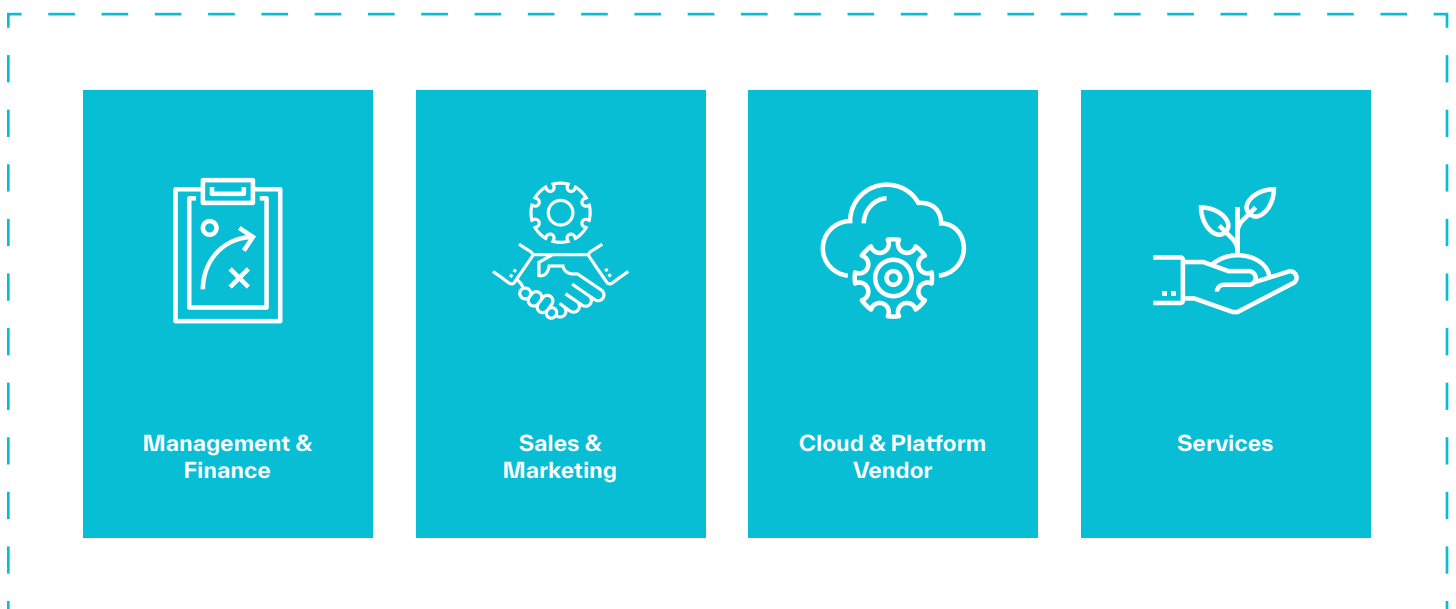 Management &
Finance
Sales &
Marketing
Cloud & Platform
Vendor
Services